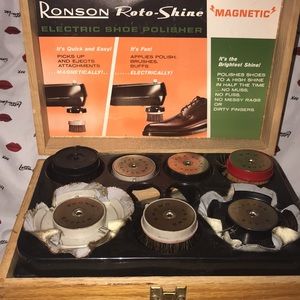 RONSON Roto-Shine MAGNETIC
ELECTRIC SHOE POLISHER
It's Quick and Easy!
PICKS UP
AND EJECTS
ATTACHMENTS
MAGNETICALLY!.....
It's Fun!
APPLIES POLISH,
BRUSHES,
BUFFS
.....ELECTRICALLY!
It's the
Brightest Shine!
POLISHES SHOES
TO A HIGH SHINE
IN HALF THE TIME
...NO MUSS,
NO FUSS,
NO MESSY RAGS
OR
DIRTY FINGERS